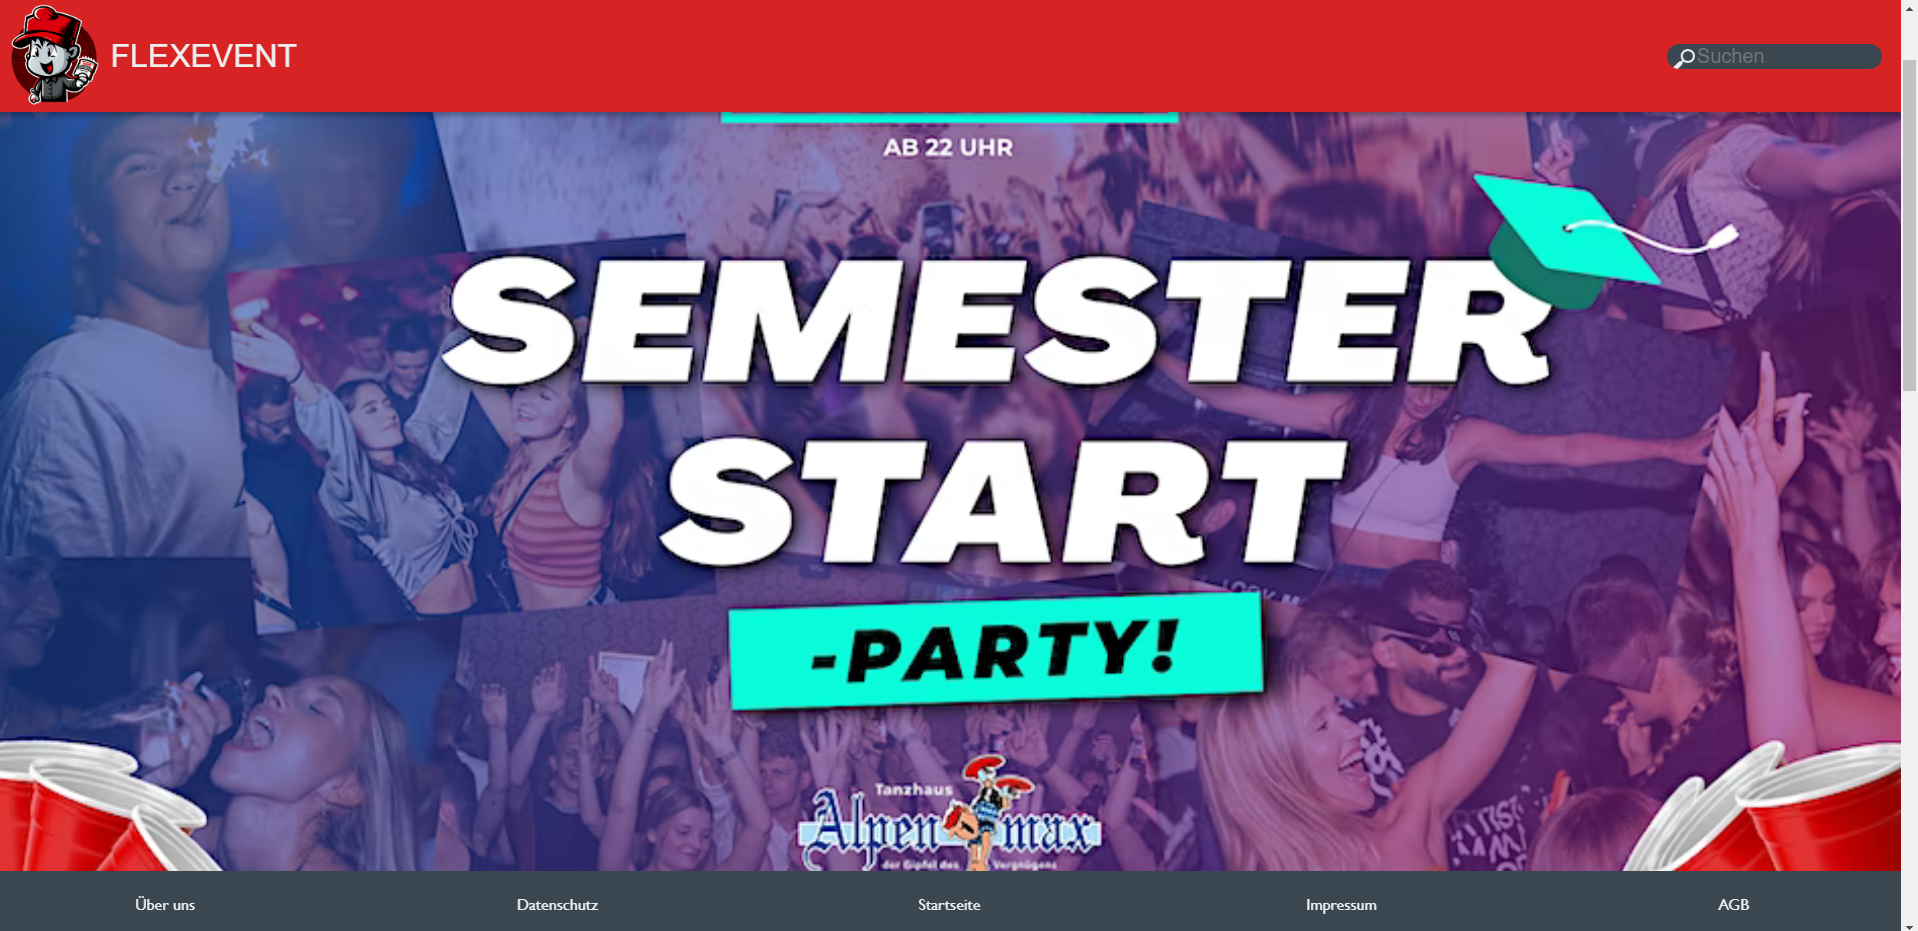 FLEXEVENT
Suchen
AB 22 UHR
SEMESTER
START
-PARTY!
Tanzhaus
Alpenmax
der Gipfel des Vergnügens
Über uns
Datenschutz
Startseite
Impressum
AGB